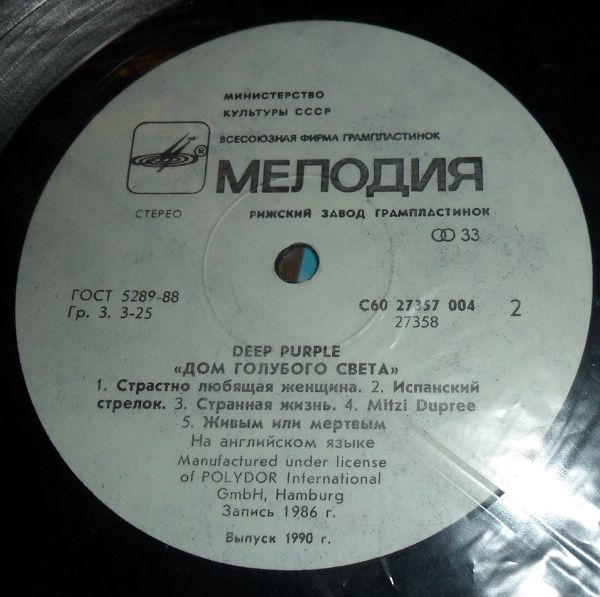 МИНИСТЕРСТВО
КУЛЬТУРЫ СССР
ВСЕСОЮЗНАЯ ФИРМА ГРАМПЛАСТИНОК
®
МЕЛОДИЯ
СТЕРЕО
РИЖСКИЙ ЗАВОД ГРАМПЛАСТИНОК
33
ГОСТ 5289-88
Гр. 3. 3-25
С60 27357 004
27358
2
DEEP PURPLE
«ДОМ ГОЛУБОГО СВЕТА»
1. Страстно любящая женщина. 2. Испанский
стрелок. 3. Странная жизнь. 4. Mitzi Dupree
5. Живым или мертвым
На английском языке
Manufactured under license
of POLYDOR International
GmbH, Hamburg
Запись 1986 г.
Выпуск 1990 г.